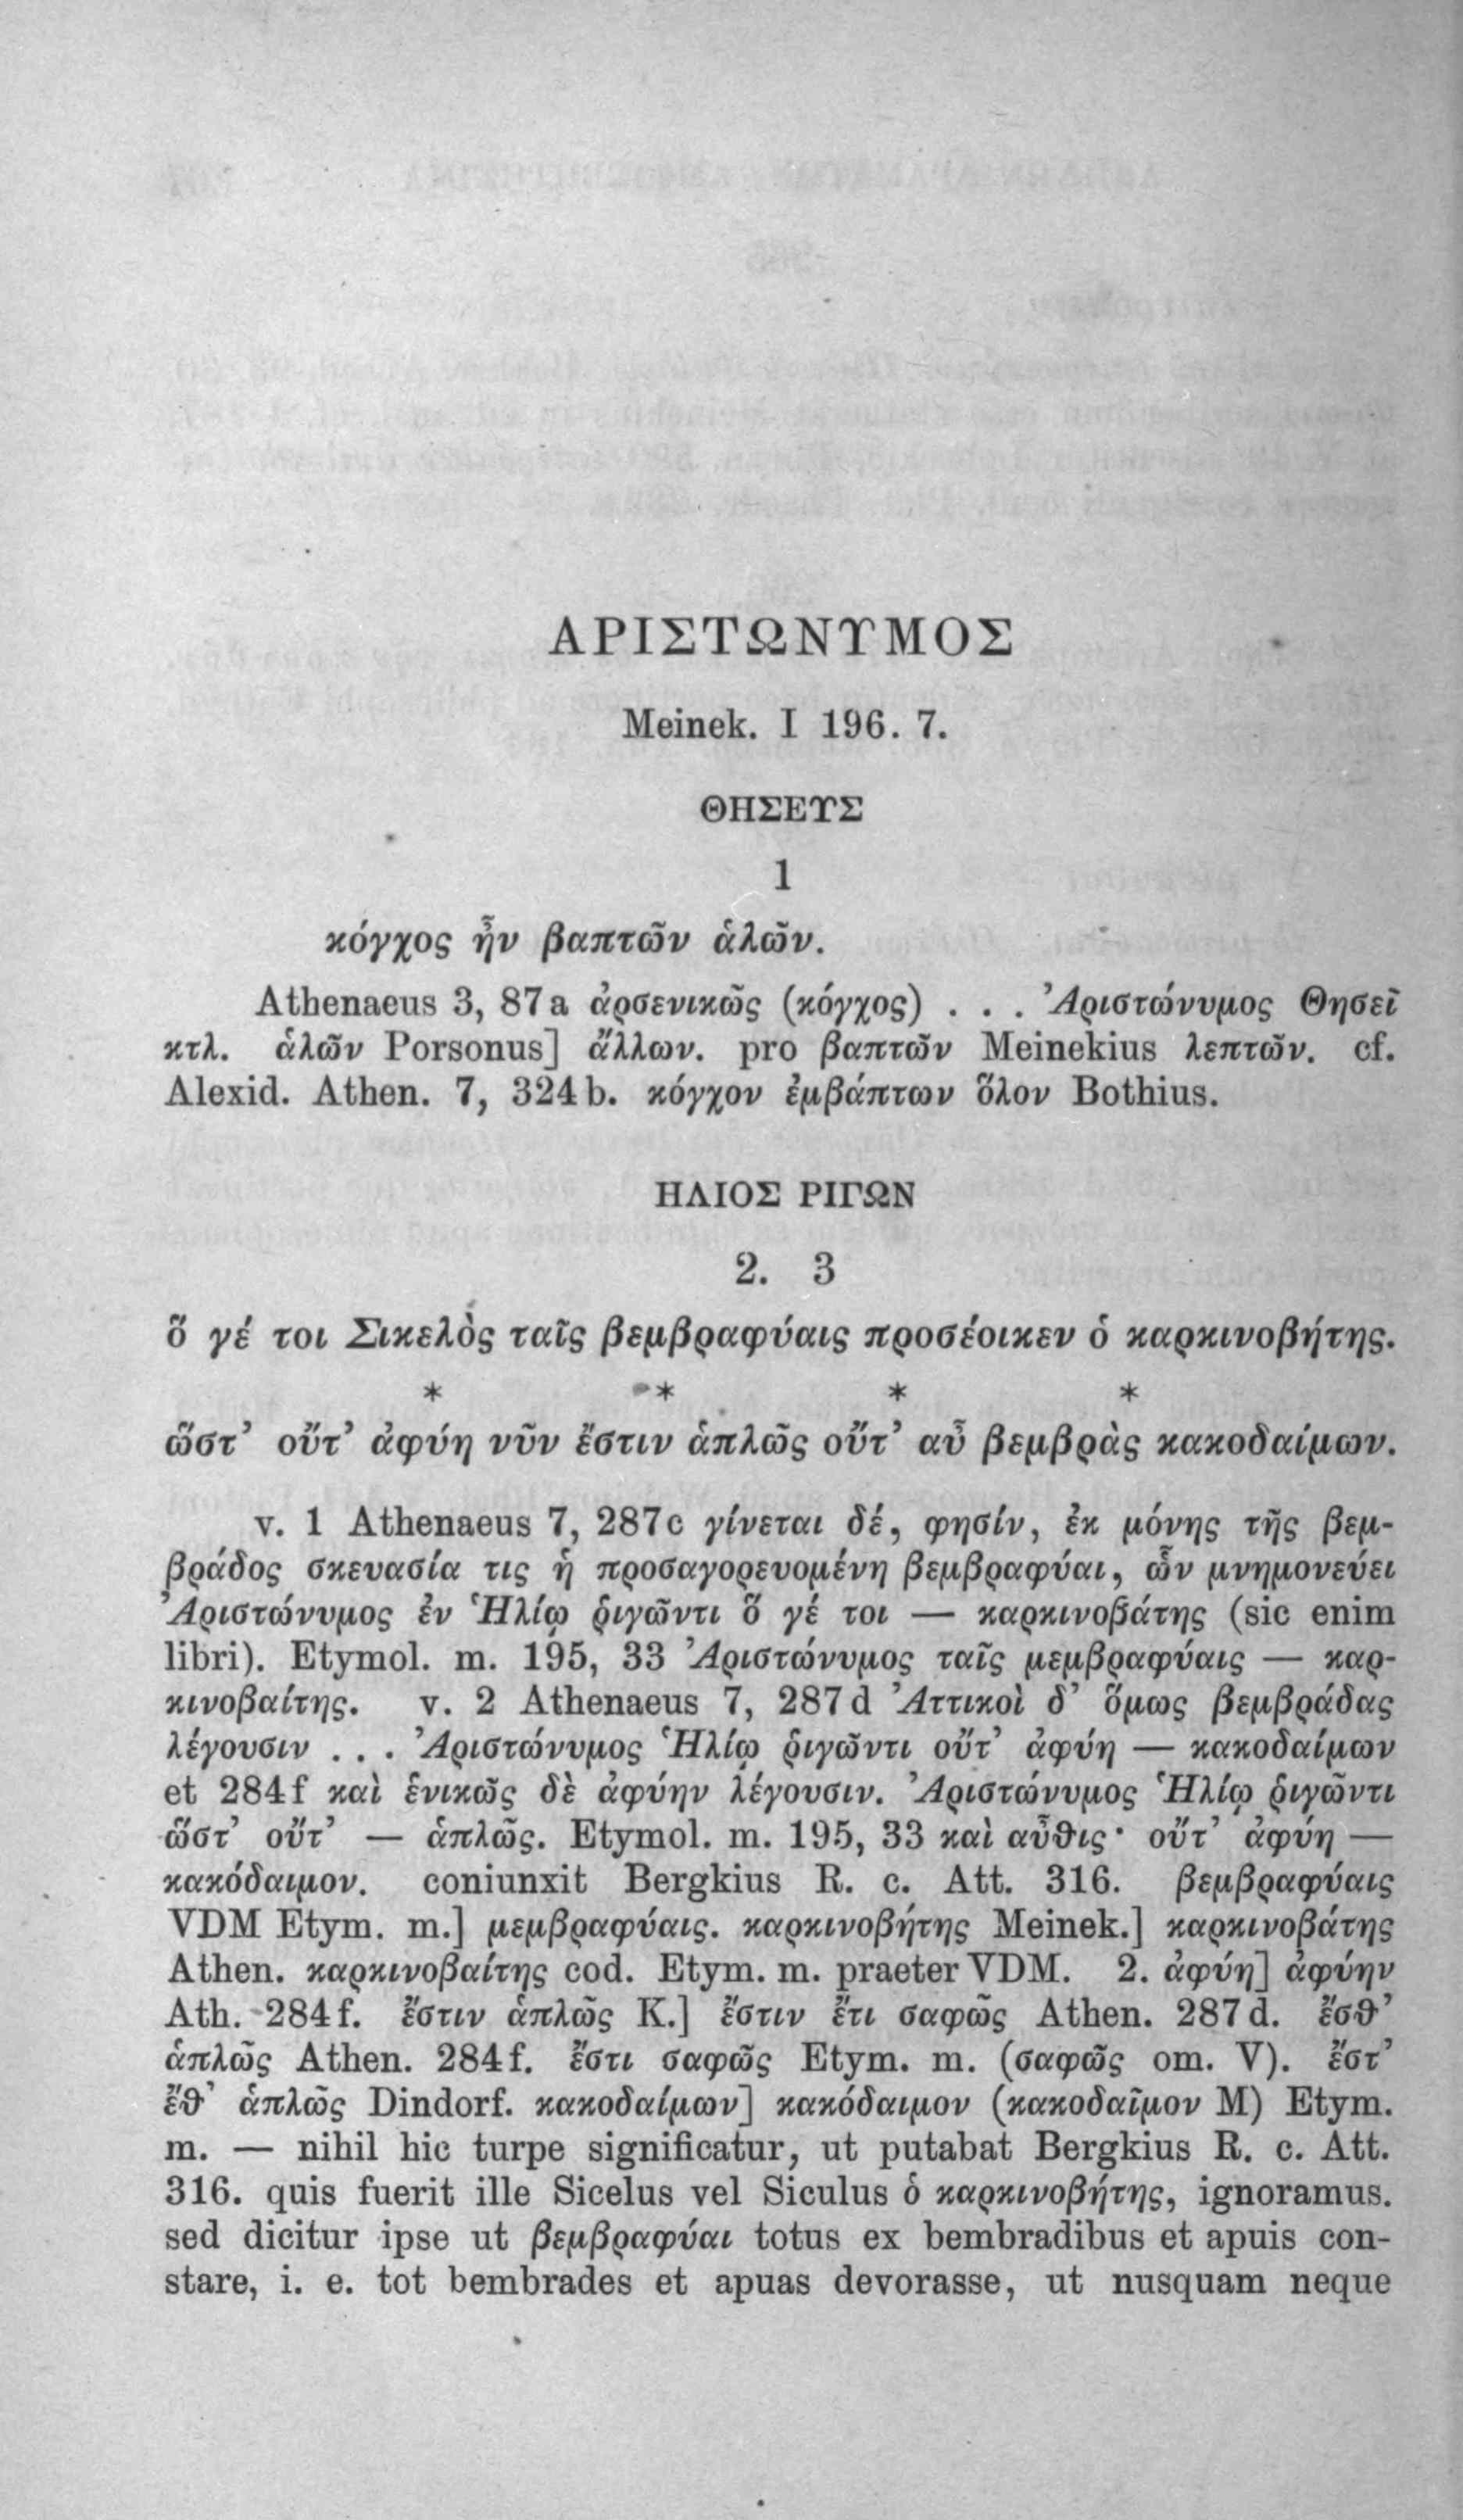 ΑΡΙΣΤΩΝΥΜΟΣ
Meinek. I 196. 7.
ΘΗΣΕΥΣ
1
κόγχος ἦν βαπτῶν ἁλῶν.
Athenaeus 3, 87a ἀρσενικῶς (κόγχος) . . . Ἀριστώνυμος Θησεῖ
κτλ. ἁλῶν Porsonus] ἄλλων. pro βαπτῶν Meinekius λεπτῶν. cf.
Alexid. Athen. 7, 324b. κόγχον ἐμβάπτων ὅλον Bothius.
ΗΛΙΟΣ ΡΙΓΩΝ
2. 3
ὅ γέ τοι Σικελὸς ταῖς βεμβραφύαις προσέοικεν ὁ καρκινοβήτης.
* * * *
ὥστ᾽ οὔτ᾽ ἀφύη νῦν ἔστιν ἁπλῶς οὔτ᾽ αὖ βεμβρὰς κακοδαίμων.
v. 1 Athenaeus 7, 287c γίνεται δέ, φησίν, ἐκ μόνης τῆς βεμ-
βράδος σκευασία τις ἡ προσαγορευομένη βεμβραφύαι, ὧν μνημονεύει
Ἀριστώνυμος ἐν Ἡλίῳ ῥιγῶντι ὅ γέ τοι — καρκινοβάτης (sic enim
libri). Etymol. m. 195, 33 Ἀριστώνυμος ταῖς μεμβραφύαις — καρ-
κινοβαίτης. v. 2 Athenaeus 7, 287d Ἀττικοὶ δ᾽ ὅμως βεμβράδας
λέγουσιν . . . Ἀριστώνυμος Ἡλίῳ ῥιγῶντι οὔτ᾽ ἀφύη — κακοδαίμων
et 284f καὶ ἑνικῶς δὲ ἀφύην λέγουσιν. Ἀριστώνυμος Ἡλίῳ ῥιγῶντι
ὥστ᾽ οὔτ᾽ — ἁπλῶς. Etymol. m. 195, 33 καὶ αὖθις· οὔτ᾽ ἀφύη —
κακόδαιμον. coniunxit Bergkius R. c. Att. 316. βεμβραφύαις
VDM Etym. m.] μεμβραφύαις. καρκινοβήτης Meinek.] καρκινοβάτης
Athen. καρκινοβαίτης cod. Etym. m. praeter VDM. 2. ἀφύη] ἀφύην
Ath. 284f. ἔστιν ἁπλῶς K.] ἔστιν ἔτι σαφῶς Athen. 287d. ἔσθ᾽
ἁπλῶς Athen. 284f. ἔστι σαφῶς Etym. m. (σαφῶς om. V). ἔστ᾽
ἔθ᾽ ἁπλῶς Dindorf. κακοδαίμων] κακόδαιμον (κακοδαῖμον M) Etym.
m. — nihil hic turpe significatur, ut putabat Bergkius R. c. Att.
316. quis fuerit ille Sicelus vel Siculus ὁ καρκινοβήτης, ignoramus.
sed dicitur ipse ut βεμβραφύαι totus ex bembradibus et apuis con-
stare, i. e. tot bembrades et apuas devorasse, ut nusquam neque